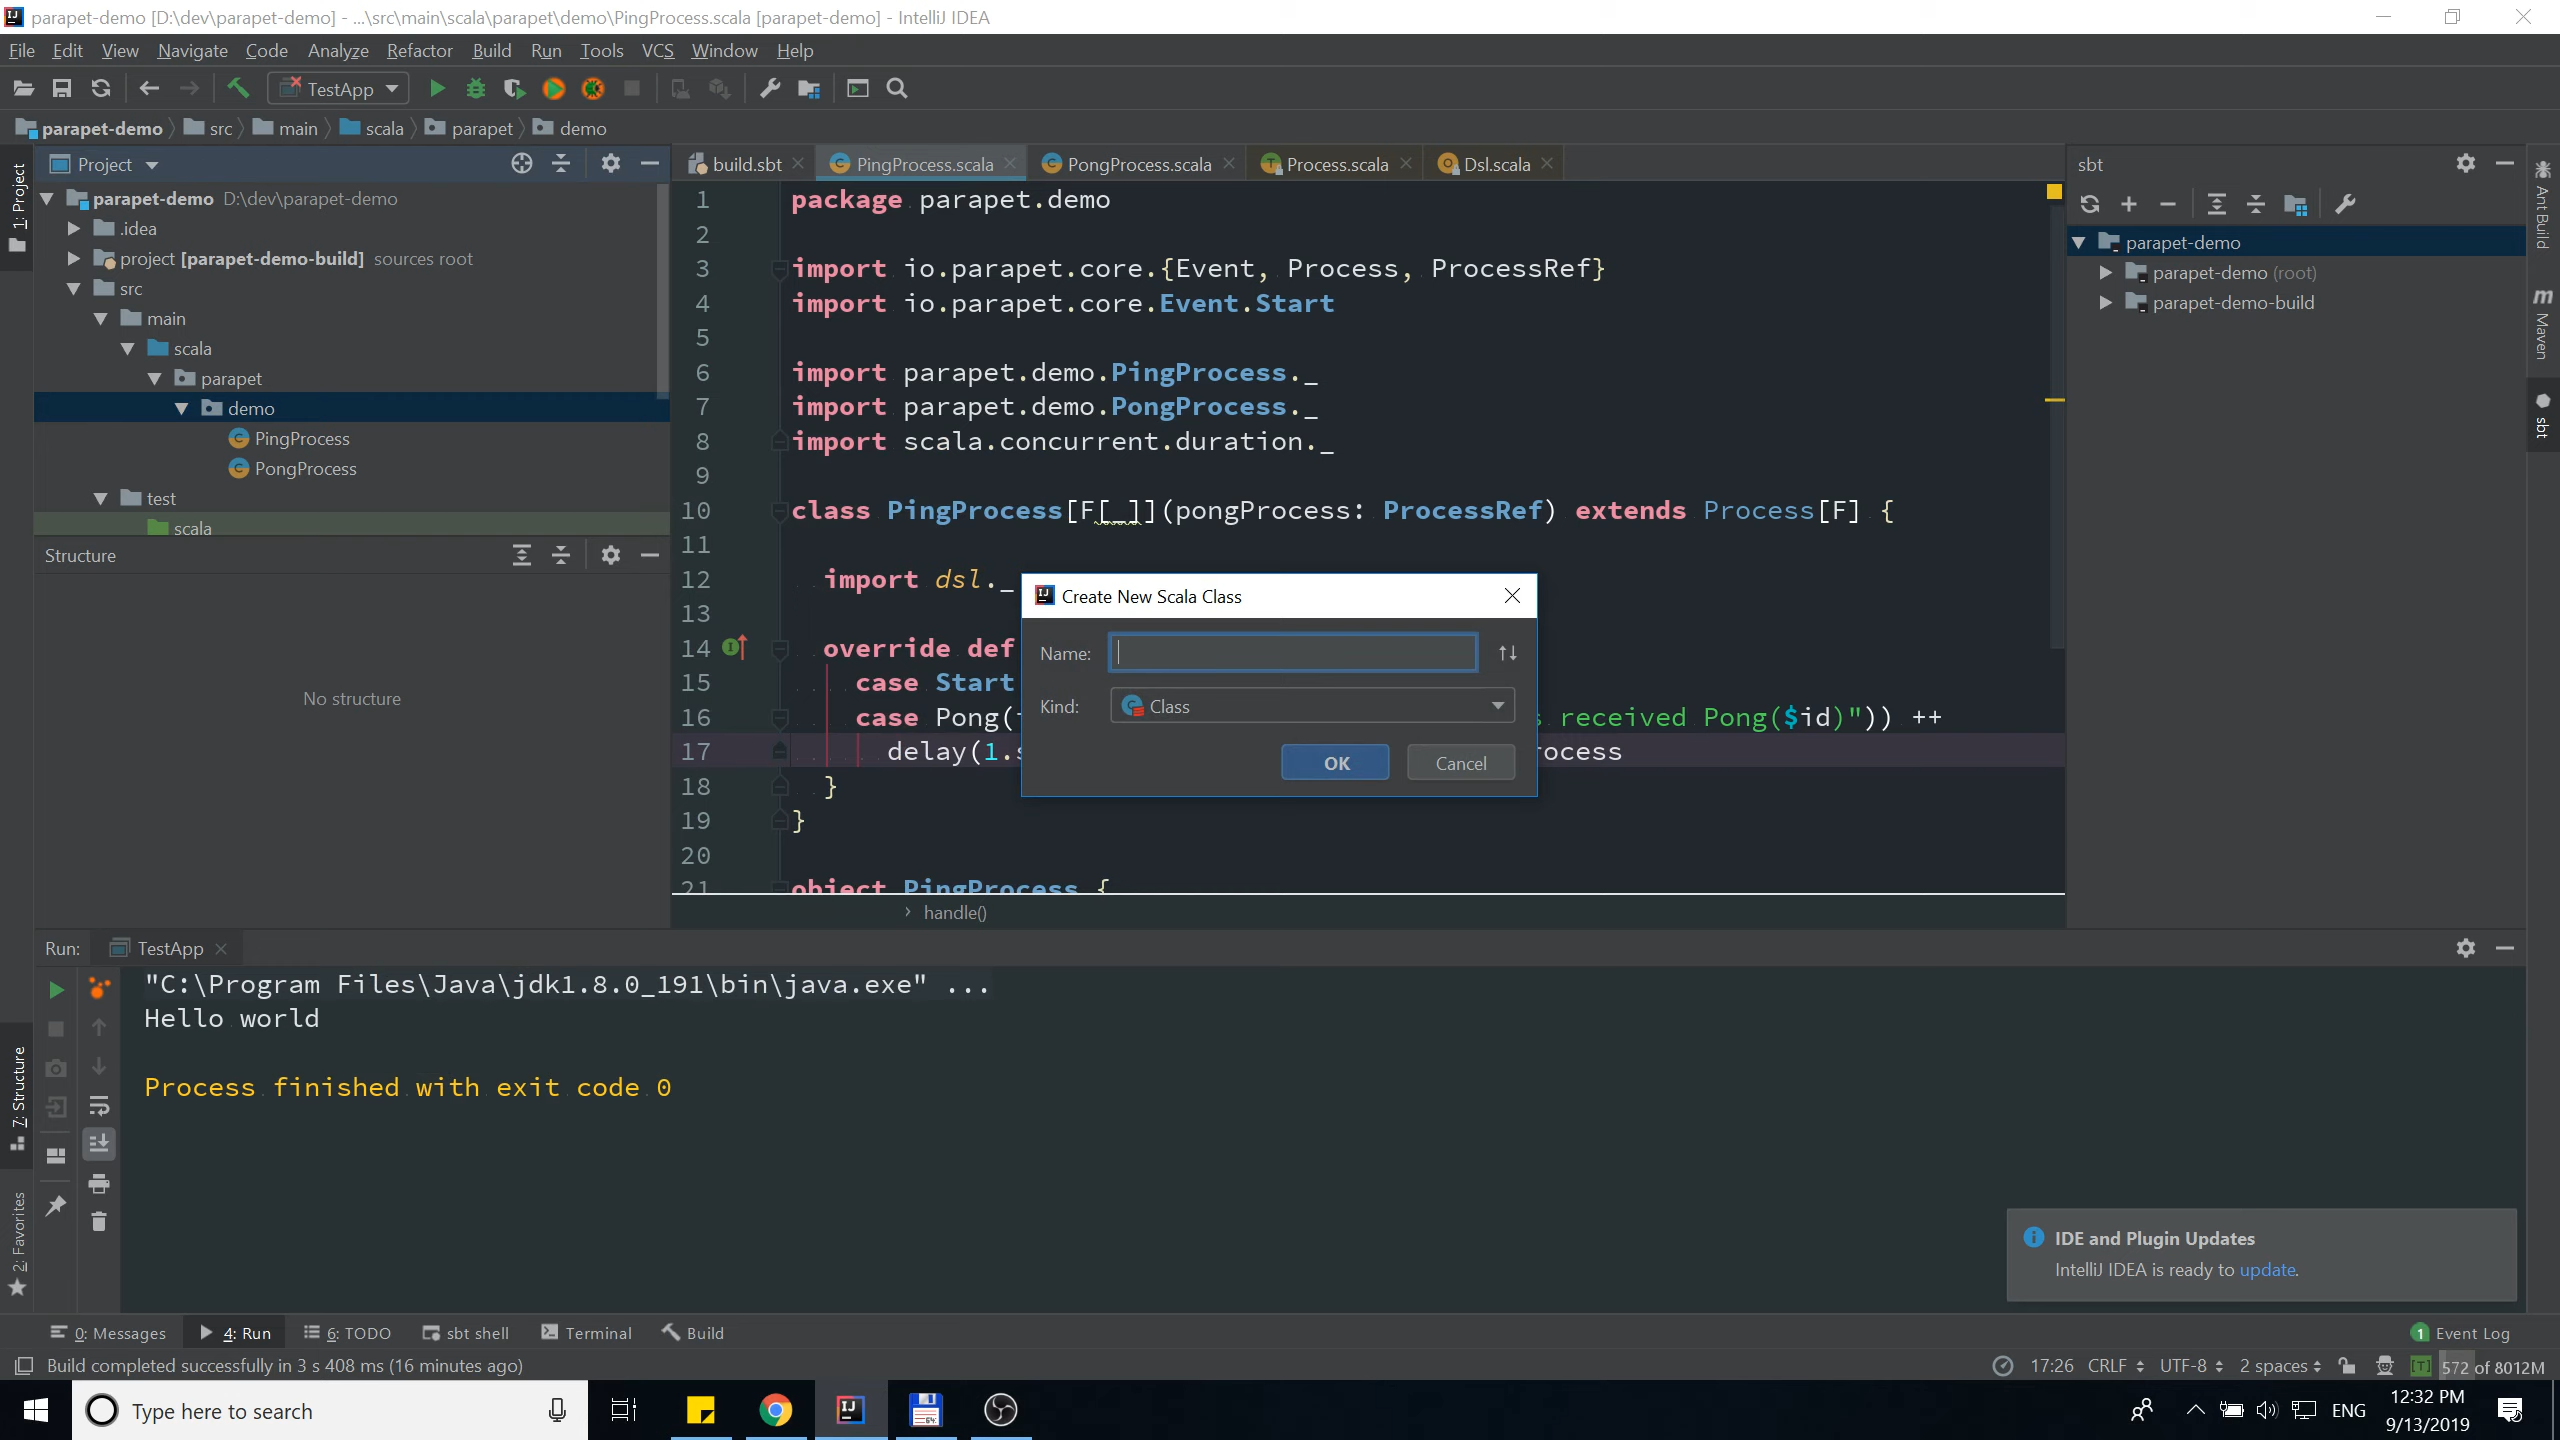 parapet-demo [D:\dev\parapet-demo] - ...\src\main\scala\parapet\demo\PingProcess.scala [parapet-demo] - IntelliJ IDEA
File Edit View Navigate Code Analyze Refactor Build Run Tools VCS Window Help
TestApp
parapet-demo src main scala parapet demo
1: Project
Project
parapet-demo D:\dev\parapet-demo
.idea
project [parapet-demo-build] sources root
src
main
scala
parapet
demo
PingProcess
PongProcess
test
scala
Structure
No structure
build.sbt PingProcess.scala PongProcess.scala Process.scala Dsl.scala
1 package parapet.demo
2
3 import io.parapet.core.{Event, Process, ProcessRef}
4 import io.parapet.core.Event.Start
5
6 import parapet.demo.PingProcess._
7 import parapet.demo.PongProcess._
8 import scala.concurrent.duration._
9
10 class PingProcess[F[_]](pongProcess: ProcessRef) extends Process[F] {
11
12 import dsl._
13
14 override def
15 case Start
16 case Pong( received Pong($id)")) ++
17 delay(1. ocess
18 }
19 }
20
21 object PingProcess {
handle()
Create New Scala Class
Name:
Kind: Class
OK Cancel
sbt
parapet-demo
parapet-demo (root)
parapet-demo-build
Ant Build
Maven
sbt
Run: TestApp
"C:\Program Files\Java\jdk1.8.0_191\bin\java.exe" ...
Hello world
Process finished with exit code 0
7: Structure
2: Favorites
IDE and Plugin Updates
IntelliJ IDEA is ready to update.
0: Messages 4: Run 6: TODO sbt shell Terminal Build 1 Event Log
Build completed successfully in 3 s 408 ms (16 minutes ago) 17:26 CRLF UTF-8 2 spaces [T] 572 of 8012M
Type here to search ENG 12:32 PM
9/13/2019